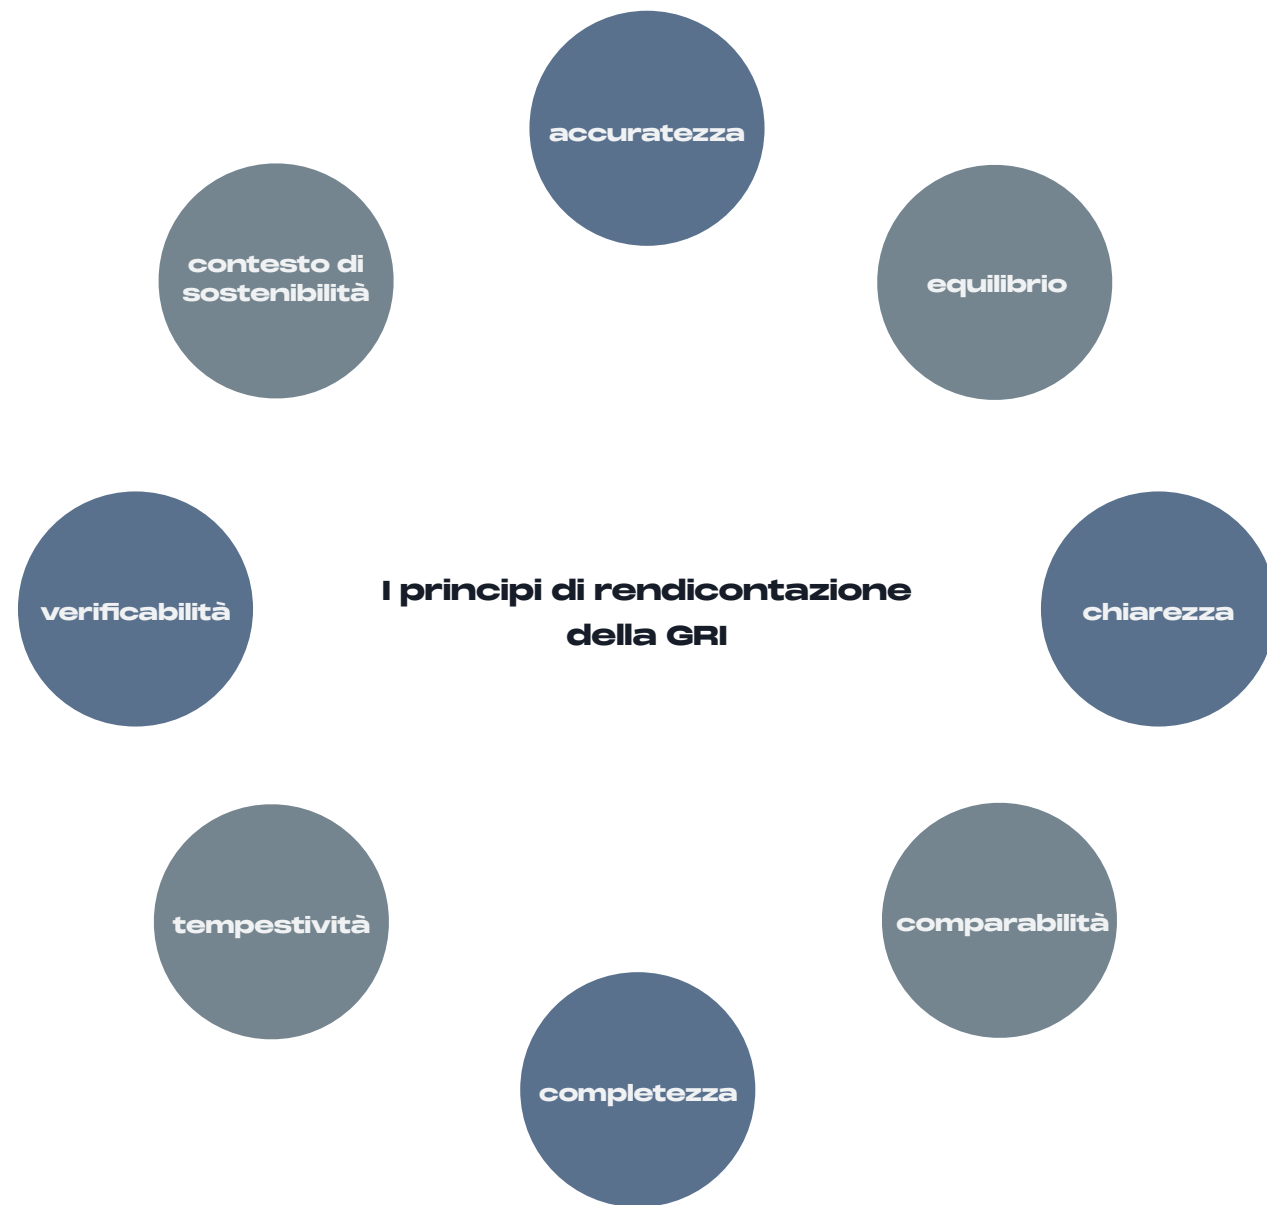 accuratezza
contesto di
sostenibilità
equilibrio
verificabilità
I principi di rendicontazione
della GRI
chiarezza
tempestività
comparabilità
completezza